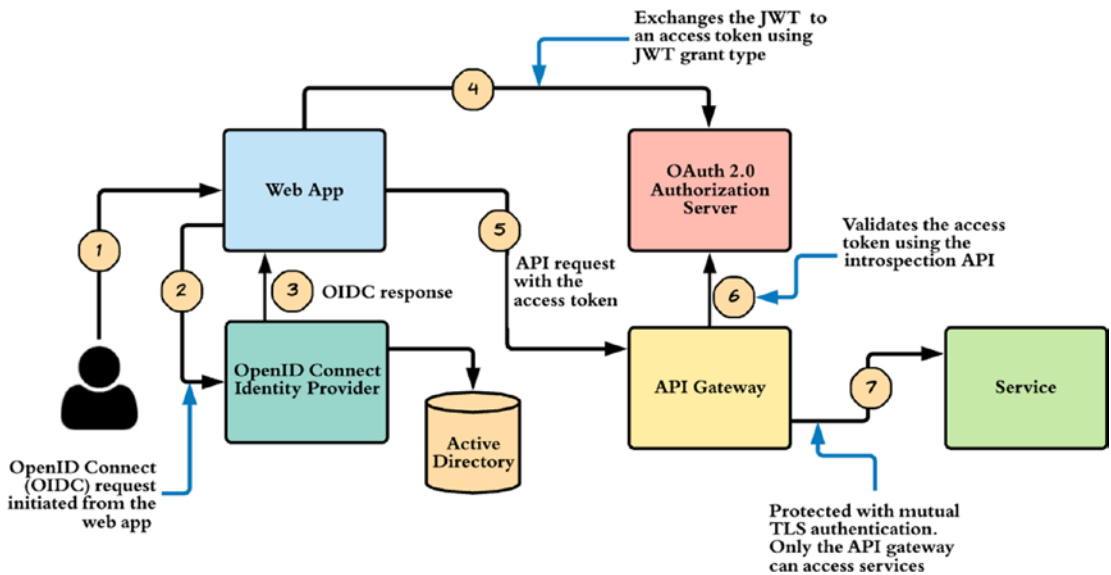 Exchanges the JWT to
an access token using
JWT grant type
4
Web App
OAuth 2.0
Authorization
Server
1
2
3
OIDC response
5
API request
with the
access token
Validates the access
token using the
introspection API
6
OpenID Connect
Identity Provider
Active
Directory
API Gateway
7
Service
OpenID Connect
(OIDC) request
initiated from the
web app
Protected with mutual
TLS authentication.
Only the API gateway
can access services